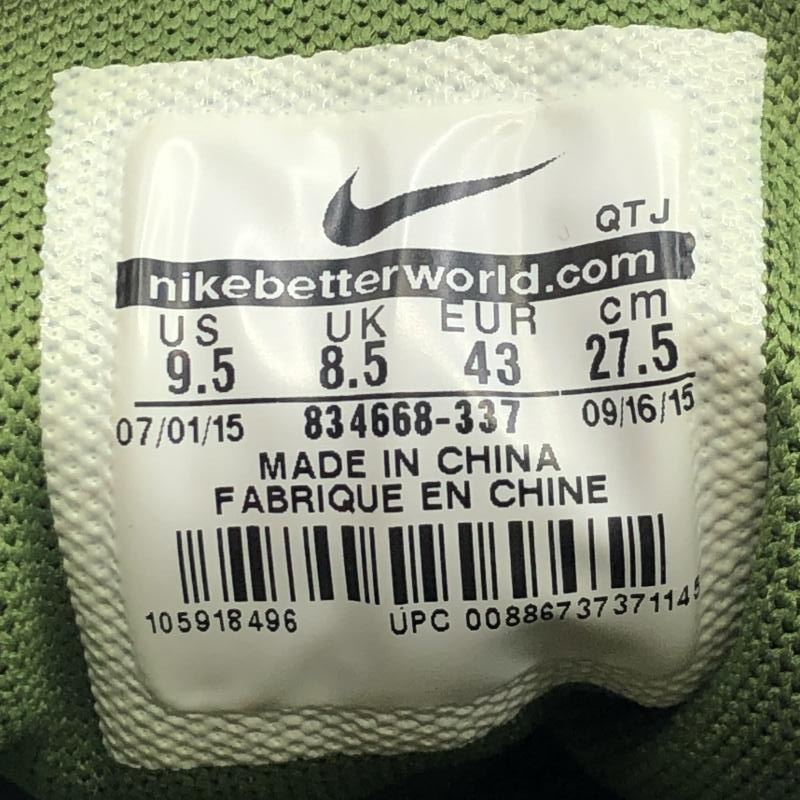 QTJ
nikebetterworld.com
US UK EUR cm
9.5 8.5 43 27.5
07/01/15 834668-337 09/16/15
MADE IN CHINA
FABRIQUE EN CHINE
105918496 UPC 00886737371145